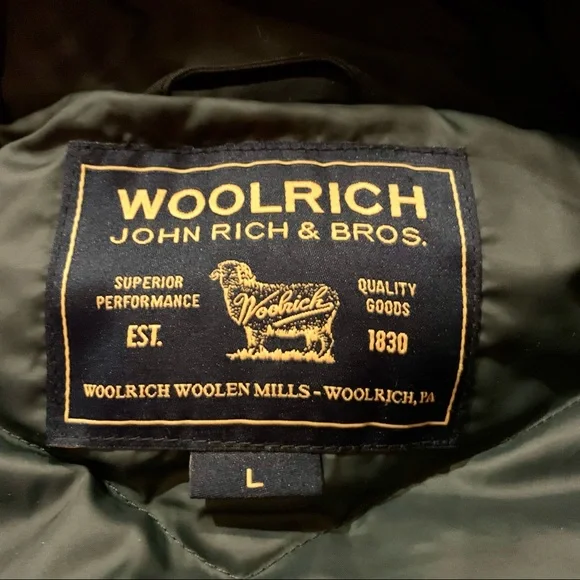 WOOLRICH
JOHN RICH & BROS.
SUPERIOR
PERFORMANCE
EST.
Woolrich
QUALITY
GOODS
1830
WOOLRICH WOOLEN MILLS - WOOLRICH, PA
L